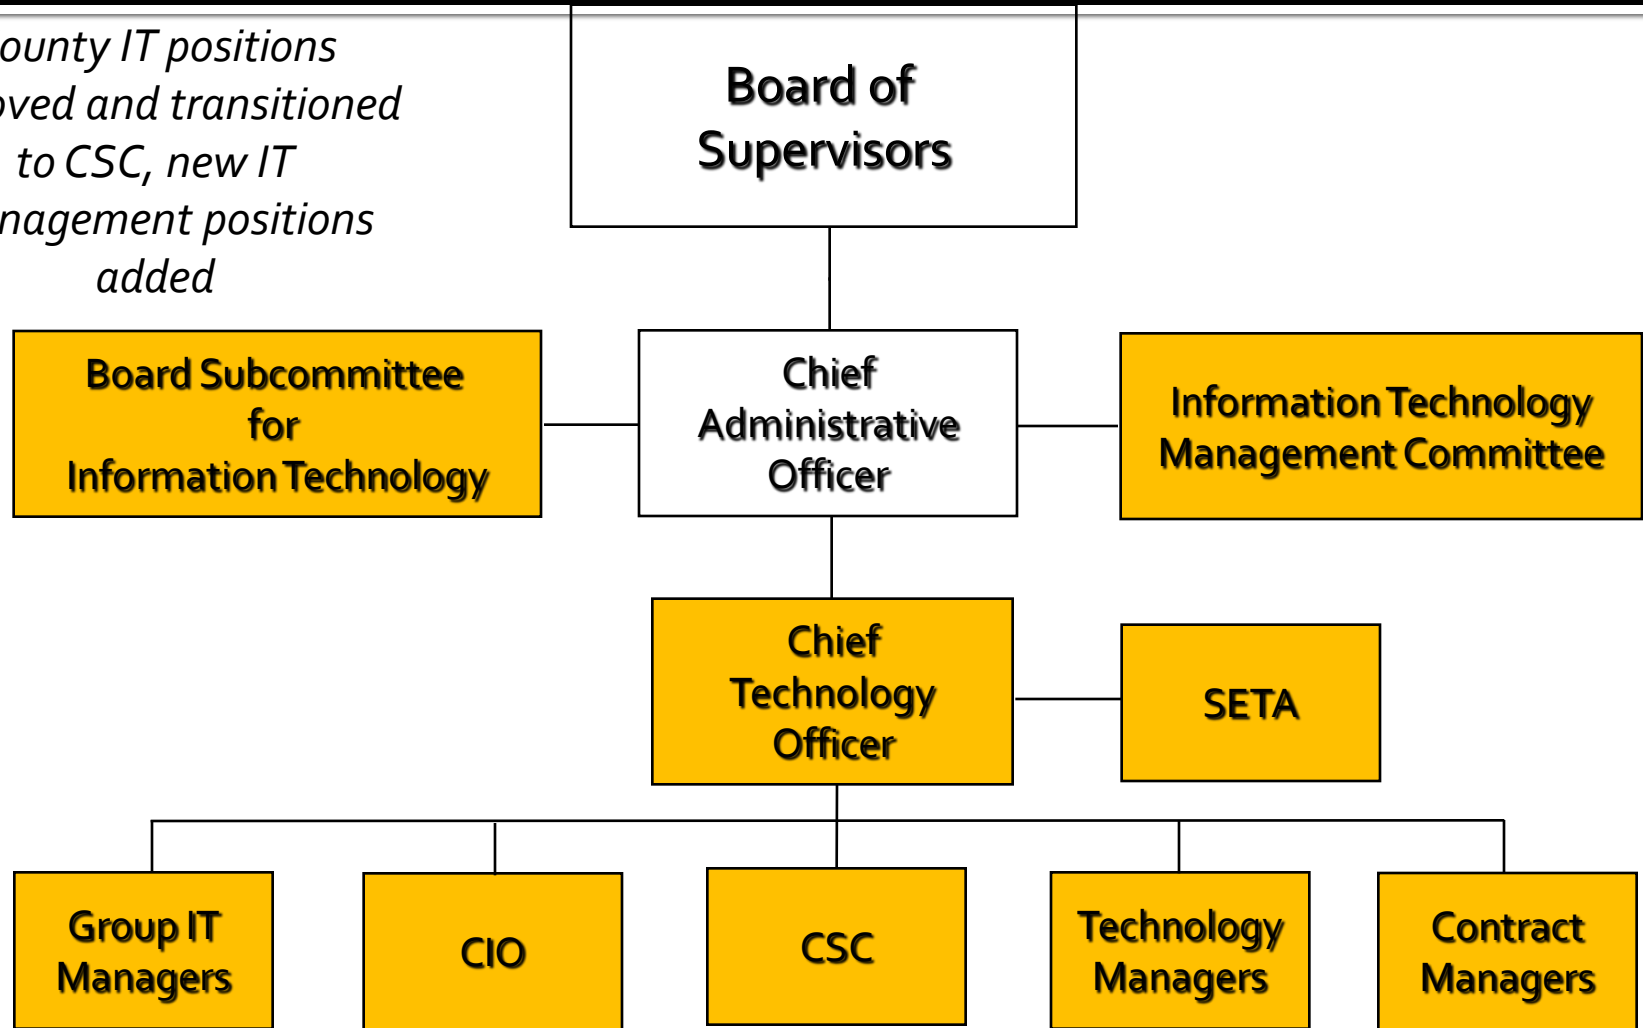 ounty IT positions
oved and transitioned
to CSC, new IT
nagement positions
added
Board of
Supervisors
Board Subcommittee
for
Information Technology
Chief
Administrative
Officer
Information Technology
Management Committee
Chief
Technology
Officer
SETA
Group IT
Managers
CIO
CSC
Technology
Managers
Contract
Managers